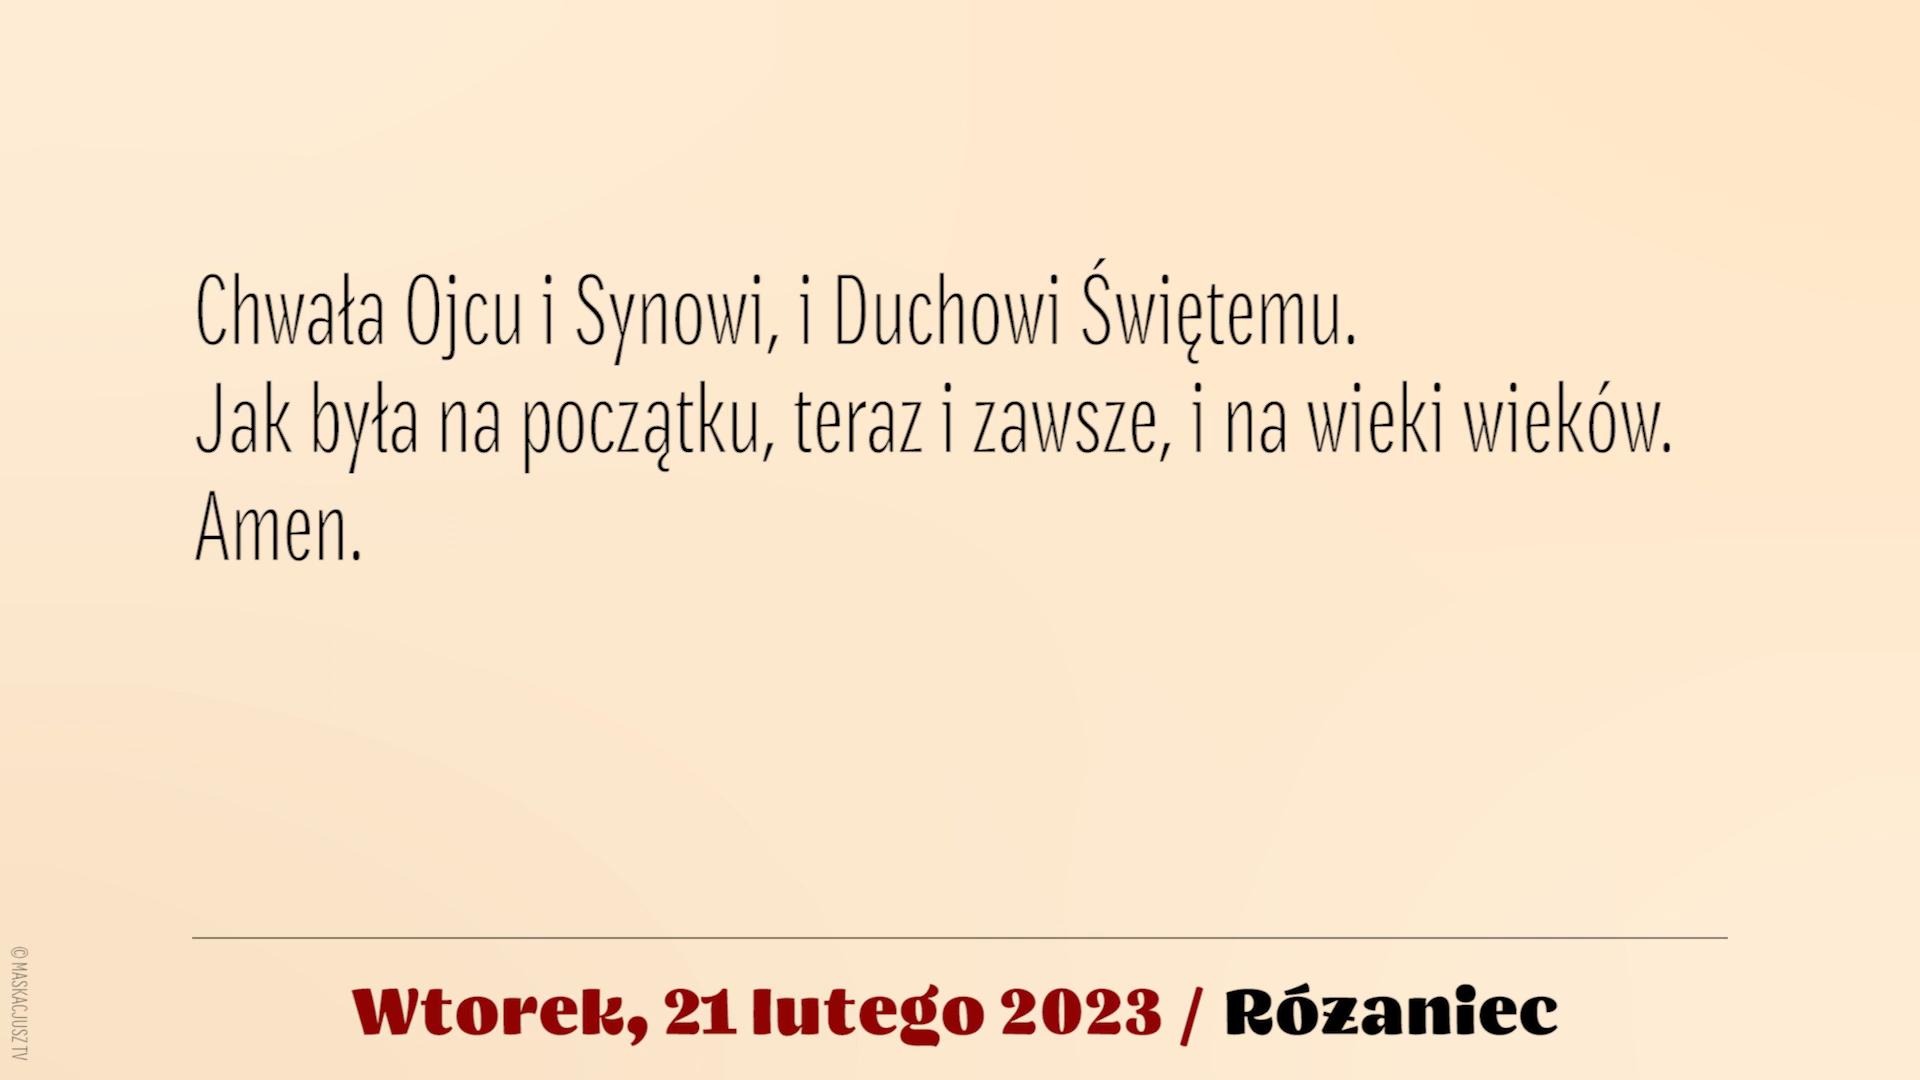 Chwała Ojcu i Synowi, i Duchowi Świętemu.
Jak była na początku, teraz i zawsze, i na wieki wieków.
Amen.
Wtorek, 21 lutego 2023 / Różaniec
© MASKACJUSZ TV